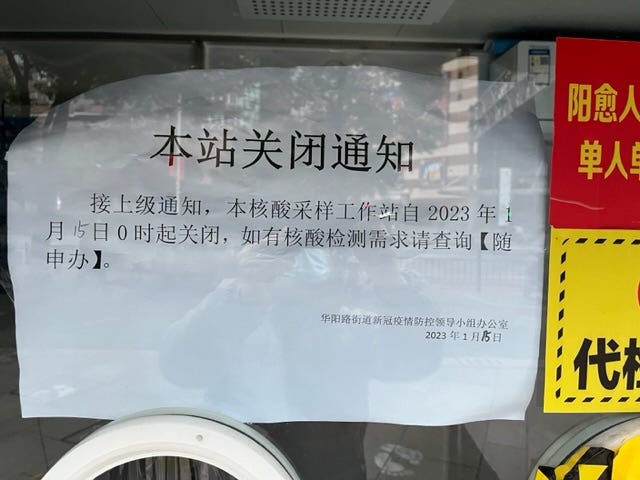 本站关闭通知
接上级通知，本核酸采样工作站自 2023 年 1
月 15 日 0 时起关闭，如有核酸检测需求请查询【随
申办】。
华阳路街道新冠疫情防控领导小组办公室
2023 年 1 月 15 日
阳愈人
单人单
代检